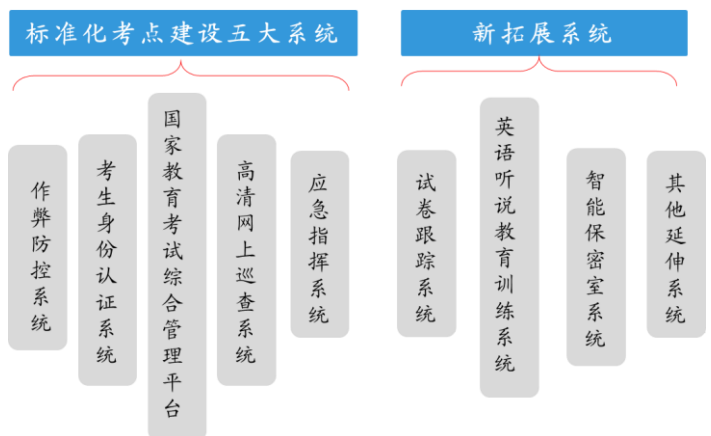 标准化考点建设五大系统
新拓展系统
作弊防控系统
考生身份认证系统
国家教育考试综合管理平台
高清网上巡查系统
应急指挥系统
试卷跟踪系统
英语听说教育训练系统
智能保密室系统
其他延伸系统